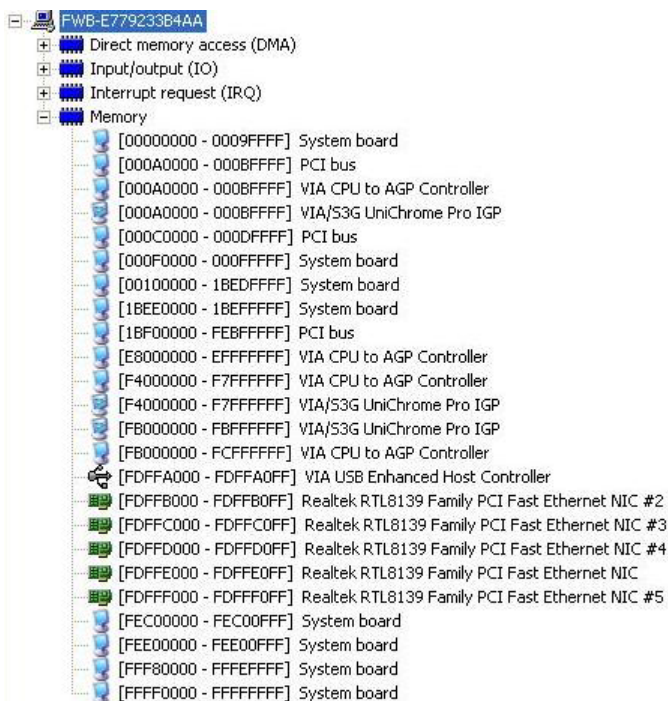 FWB-E779233B4AA
Direct memory access (DMA)
Input/output (IO)
Interrupt request (IRQ)
Memory
[00000000 - 0009FFFF] System board
[000A0000 - 000BFFFF] PCI bus
[000A0000 - 000BFFFF] VIA CPU to AGP Controller
[000A0000 - 000BFFFF] VIA/S3G UniChrome Pro IGP
[000C0000 - 000DFFFF] PCI bus
[000F0000 - 000FFFFF] System board
[00100000 - 1BEDFFFF] System board
[1BEE0000 - 1BEFFFFF] System board
[1BF00000 - FEBFFFFF] PCI bus
[E8000000 - EFFFFFFF] VIA CPU to AGP Controller
[F4000000 - F7FFFFFF] VIA CPU to AGP Controller
[F4000000 - F7FFFFFF] VIA/S3G UniChrome Pro IGP
[FB000000 - FBFFFFFF] VIA/S3G UniChrome Pro IGP
[FB000000 - FCFFFFFF] VIA CPU to AGP Controller
[FDFFA000 - FDFFA0FF] VIA USB Enhanced Host Controller
[FDFFB000 - FDFFB0FF] Realtek RTL8139 Family PCI Fast Ethernet NIC #2
[FDFFC000 - FDFFC0FF] Realtek RTL8139 Family PCI Fast Ethernet NIC #3
[FDFFD000 - FDFFD0FF] Realtek RTL8139 Family PCI Fast Ethernet NIC #4
[FDFFE000 - FDFFE0FF] Realtek RTL8139 Family PCI Fast Ethernet NIC
[FDFFF000 - FDFFF0FF] Realtek RTL8139 Family PCI Fast Ethernet NIC #5
[FEC00000 - FEC00FFF] System board
[FEE00000 - FEE00FFF] System board
[FFF80000 - FFFEFFFF] System board
[FFFF0000 - FFFFFFFF] System board